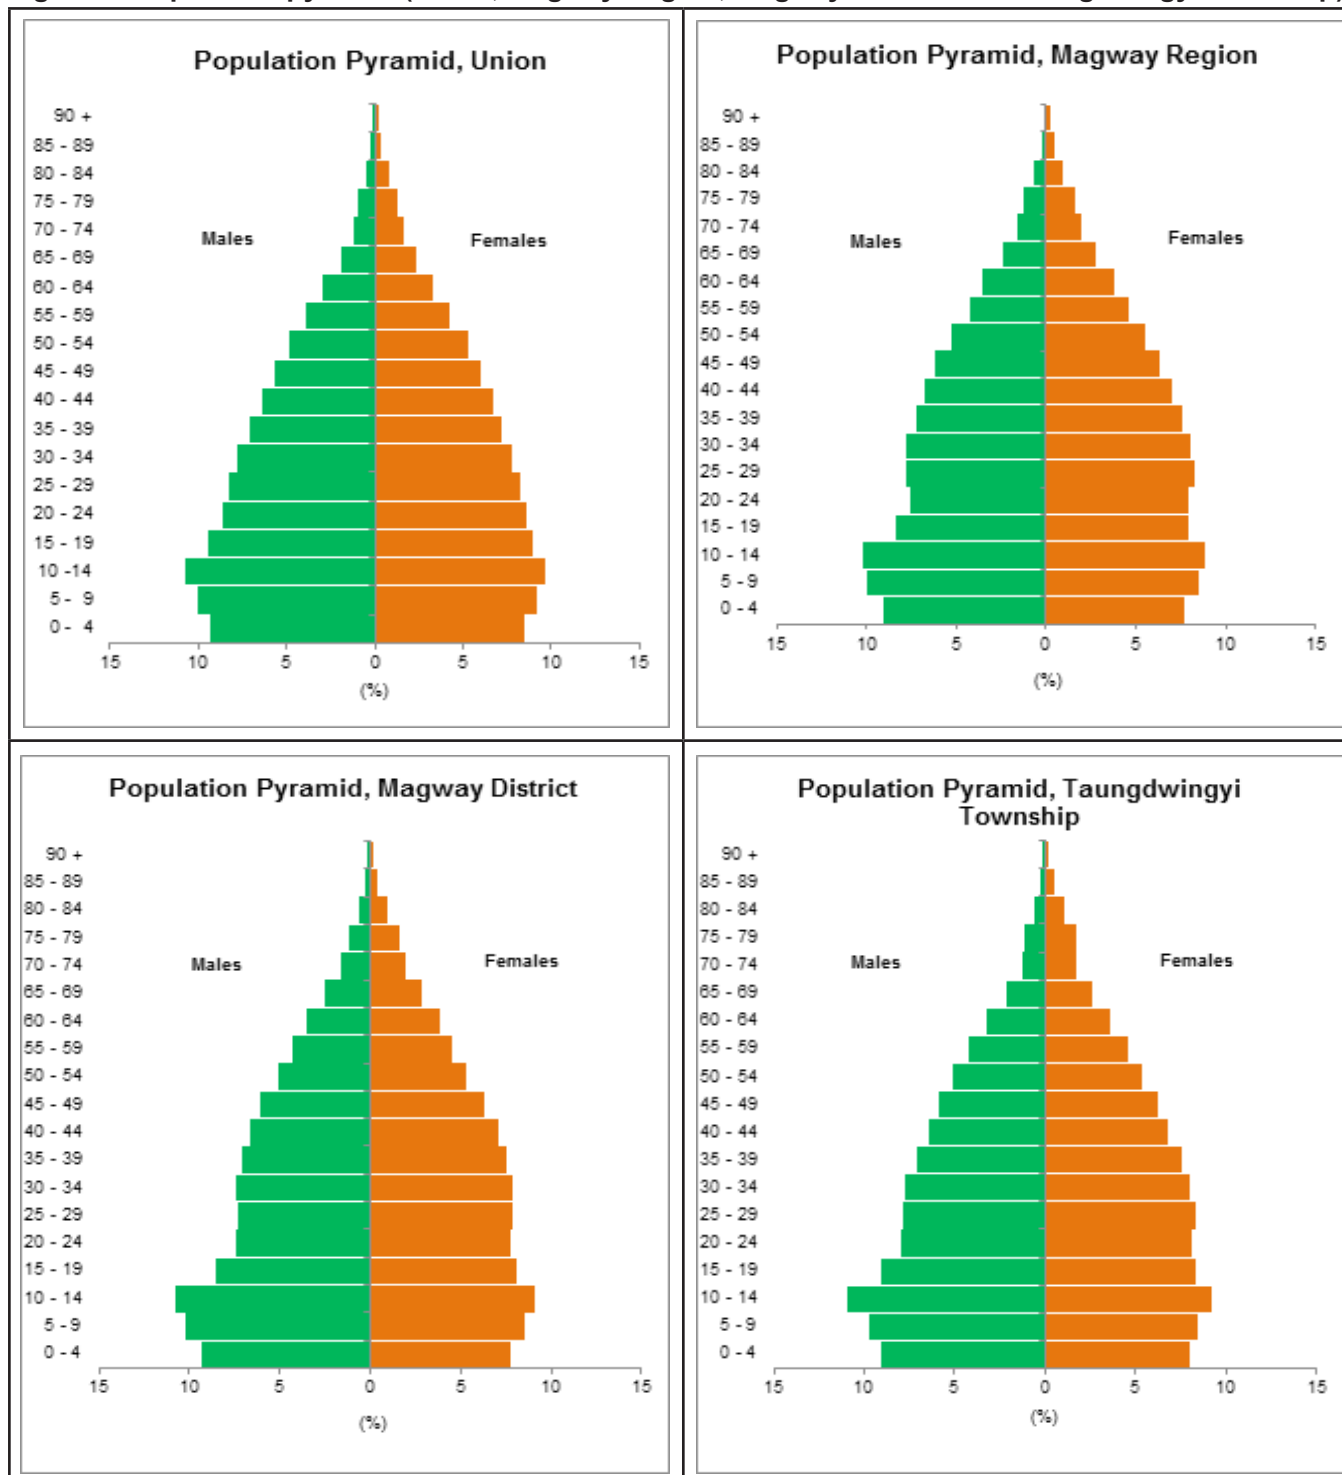 Population Pyramid, Union
90 +
85 - 89
80 - 84
75 - 79
70 - 74
65 - 69
60 - 64
55 - 59
50 - 54
45 - 49
40 - 44
35 - 39
30 - 34
25 - 29
20 - 24
15 - 19
10 -14
5 - 9
0 - 4
Males
Females
15 10 5 0 5 10 15
(%)
Population Pyramid, Magway Region
90 +
85 - 89
80 - 84
75 - 79
70 - 74
65 - 69
60 - 64
55 - 59
50 - 54
45 - 49
40 - 44
35 - 39
30 - 34
25 - 29
20 - 24
15 - 19
10 - 14
5 - 9
0 - 4
Males
Females
15 10 5 0 5 10 15
(%)
Population Pyramid, Magway District
90 +
85 - 89
80 - 84
75 - 79
70 - 74
65 - 69
60 - 64
55 - 59
50 - 54
45 - 49
40 - 44
35 - 39
30 - 34
25 - 29
20 - 24
15 - 19
10 - 14
5 - 9
0 - 4
Males
Females
15 10 5 0 5 10 15
(%)
Population Pyramid, Taungdwingyi
Township
90 +
85 - 89
80 - 84
75 - 79
70 - 74
65 - 69
60 - 64
55 - 59
50 - 54
45 - 49
40 - 44
35 - 39
30 - 34
25 - 29
20 - 24
15 - 19
10 - 14
5 - 9
0 - 4
Males
Females
15 10 5 0 5 10 15
(%)